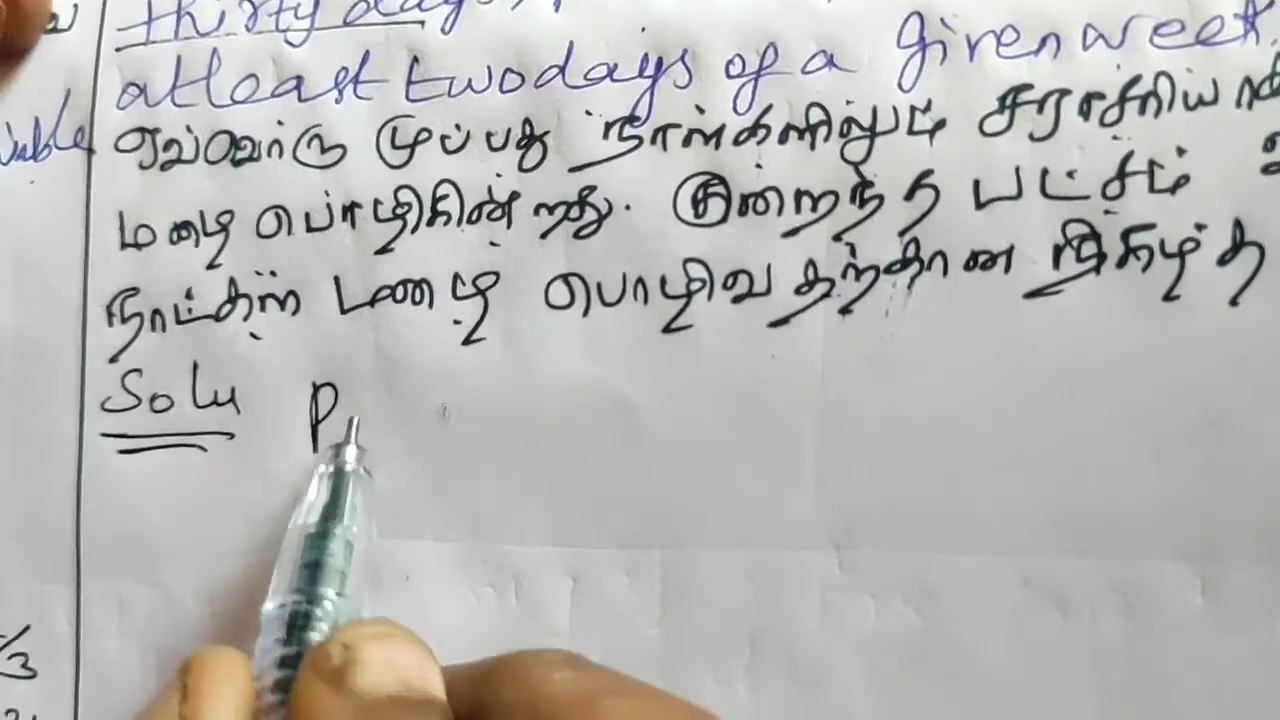 thirty days,
atleast two days of a given week.
ஒவ்வொரு முப்பது நாள்களிலும் சராசரியாக
மழை பொழிகின்றது. குறைந்த பட்சம்
நாட்கள் மழை பொழிவதற்கான நிகழ்த
Solu P